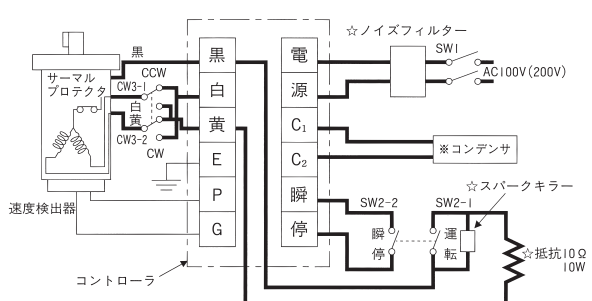 ☆ノイズフィルター
SW1
AC100V(200V)
黒
サーマル
プロテクタ
CCW
CW3-1
白
黄
CW3-2
CW
速度検出器
コントローラ
黒
白
黄
E
P
G
電
源
C1
C2
瞬
停
※コンデンサ
☆スパークキラー
SW2-2
SW2-1
瞬
停
運
転
☆抵抗10Ω
10W